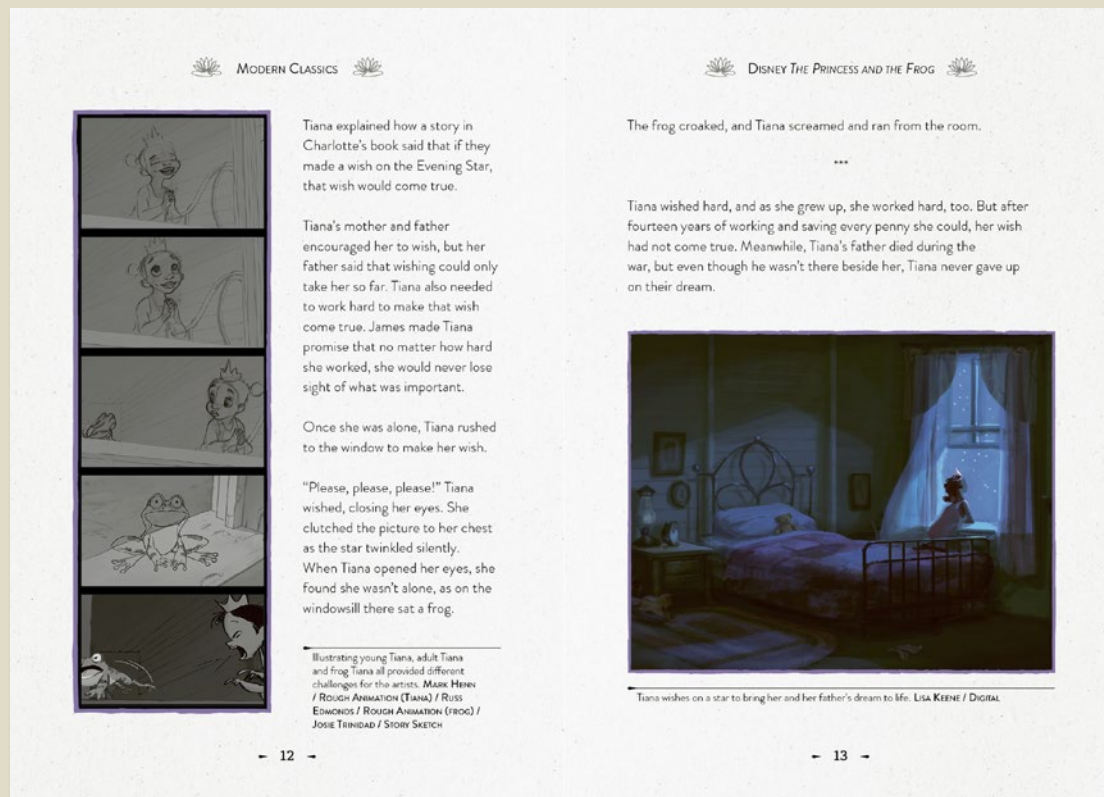 MODERN CLASSICS
Tiana explained how a story in
Charlotte's book said that if they
made a wish on the Evening Star,
that wish would come true.
Tiana's mother and father
encouraged her to wish, but her
father said that wishing could only
take her so far. Tiana also needed
to work hard to make that wish
come true. James made Tiana
promise that no matter how hard
she worked, she would never lose
sight of what was important.
Once she was alone, Tiana rushed
to the window to make her wish.
“Please, please, please!” Tiana
wished, closing her eyes. She
clutched the picture to her chest
as the star twinkled silently.
When Tiana opened her eyes, she
found she wasn't alone, as on the
windowsill there sat a frog.
Illustrating young Tiana, adult Tiana
and frog Tiana all provided different
challenges for the artists. MARK HENN
/ ROUGH ANIMATION (TIANA) / RUSS
EDMONDS / ROUGH ANIMATION (FROG) /
JOSIE TRINIDAD / STORY SKETCH
12
DISNEY THE PRINCESS AND THE FROG
The frog croaked, and Tiana screamed and ran from the room.
***
Tiana wished hard, and as she grew up, she worked hard, too. But after
fourteen years of working and saving every penny she could, her wish
had not come true. Meanwhile, Tiana's father died during the
war, but even though he wasn't there beside her, Tiana never gave up
on their dream.
Tiana wishes on a star to bring her and her father's dream to life. LISA KEENE / DIGITAL
13